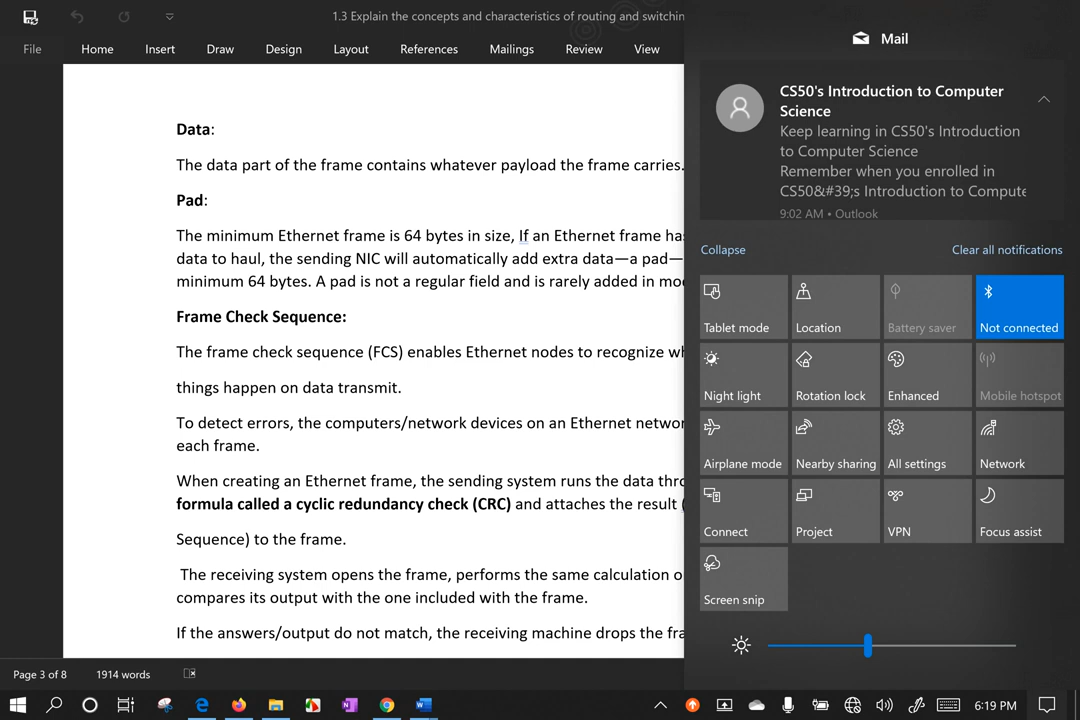 1.3 Explain the concepts and characteristics of routing and switchin
File
Home
Insert
Draw
Design
Layout
References
Mailings
Review
View
Data:
The data part of the frame contains whatever payload the frame carries.
Pad:
The minimum Ethernet frame is 64 bytes in size, If an Ethernet frame has
data to haul, the sending NIC will automatically add extra data—a pad—
minimum 64 bytes. A pad is not a regular field and is rarely added in
Frame Check Sequence:
The frame check sequence (FCS) enables Ethernet nodes to recognize
things happen on data transmit.
To detect errors, the computers/network devices on an Ethernet
each frame.
When creating an Ethernet frame, the sending system runs the data
formula called a cyclic redundancy check (CRC) and attaches the result (
Sequence) to the frame.
The receiving system opens the frame, performs the same calculation
compares its output with the one included with the frame.
If the answers/output do not match, the receiving machine drops the
Page 3 of 8
1914 words
Mail
CS50's Introduction to Computer
Science
Keep learning in CS50's Introduction
to Computer Science
Remember when you enrolled in
CS50&#39;s Introduction to Compute
9:02 AM • Outlook
Collapse
Clear all notifications
Tablet mode
Location
Battery saver
Not connected
Night light
Rotation lock
Enhanced
Mobile hotspot
Airplane mode
Nearby sharing
All settings
Network
Connect
Project
VPN
Focus assist
Screen snip
6:19 PM